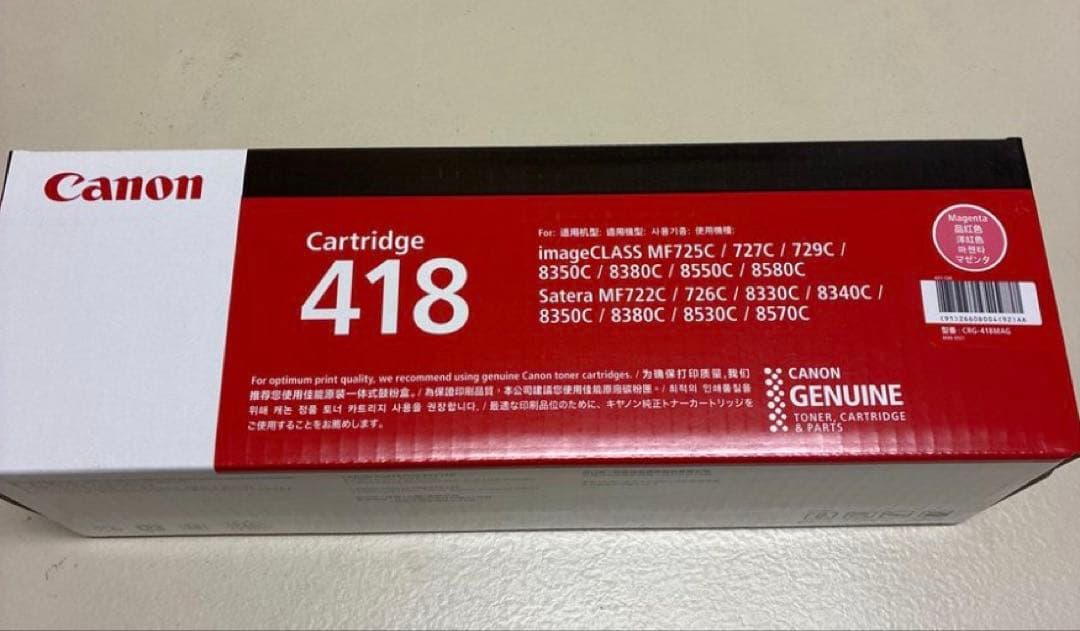 Canon
Cartridge
418
For: 适用机型: 適用機型: 사용기종: 使用機種:
imageCLASS MF725C / 727C / 729C /
8350C / 8380C / 8550C / 8580C
Satera MF722C / 726C / 8330C / 8340C /
8350C / 8380C / 8530C / 8570C
Magenta
品红色
洋紅色
마젠타
マゼンタ
型番: CRG-418MAG
For optimum print quality, we recommend using genuine Canon toner cartridges. / 为确保打印质量,我们
推荐您使用佳能原装一体式鼓粉盒。/ 為保證印刷品質,本公司建議您使用佳能原廠碳粉匣。/ 최적의 인쇄품질을
위해 캐논 정품 토너 카트리지 사용을 권장합니다. / 最適な印刷品位のために、キヤノン純正トナーカートリッジを
ご使用することをお薦めします。
CANON
GENUINE
TONER, CARTRIDGE
& PARTS